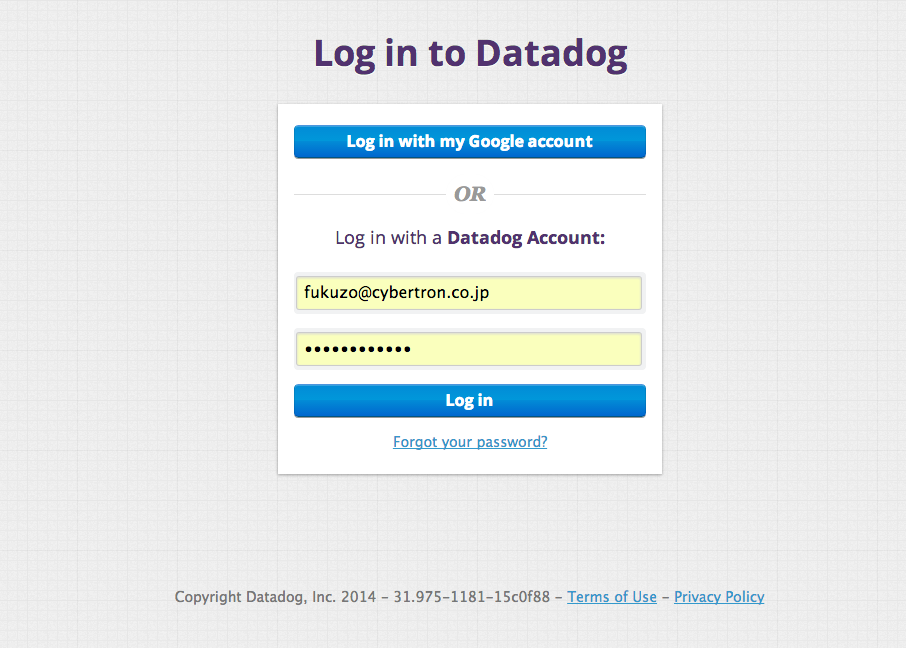 Log in to Datadog
Log in with my Google account
OR
Log in with a Datadog Account:
fukuzo@cybertron.co.jp
••••••••••••
Log in
Forgot your password?
Copyright Datadog, Inc. 2014 – 31.975-1181-15c0f88 – Terms of Use – Privacy Policy